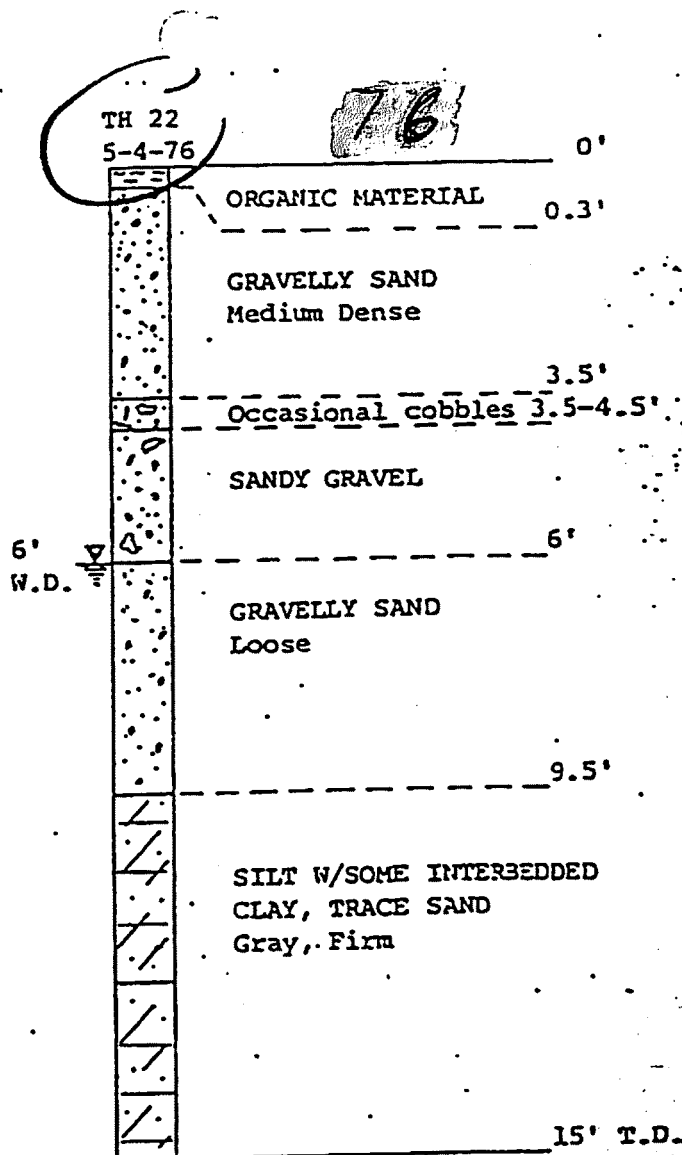 TH 22
5-4-76
76
0'
ORGANIC MATERIAL
0.3'
GRAVELLY SAND
Medium Dense
3.5'
Occasional cobbles 3.5-4.5'
SANDY GRAVEL
6'
6'
W.D.
GRAVELLY SAND
Loose
9.5'
SILT W/SOME INTERBEDDED
CLAY, TRACE SAND
Gray, Firm
15' T.D.